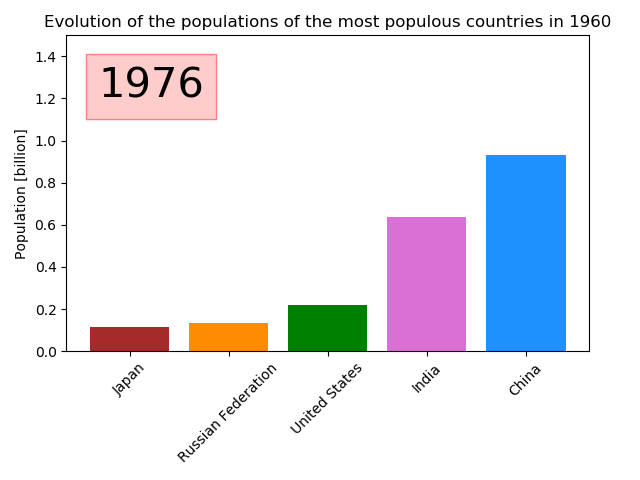 Evolution of the populations of the most populous countries in 1960
1976
Population [billion]
1.4
1.2
1.0
0.8
0.6
0.4
0.2
0.0
Japan
Russian Federation
United States
India
China